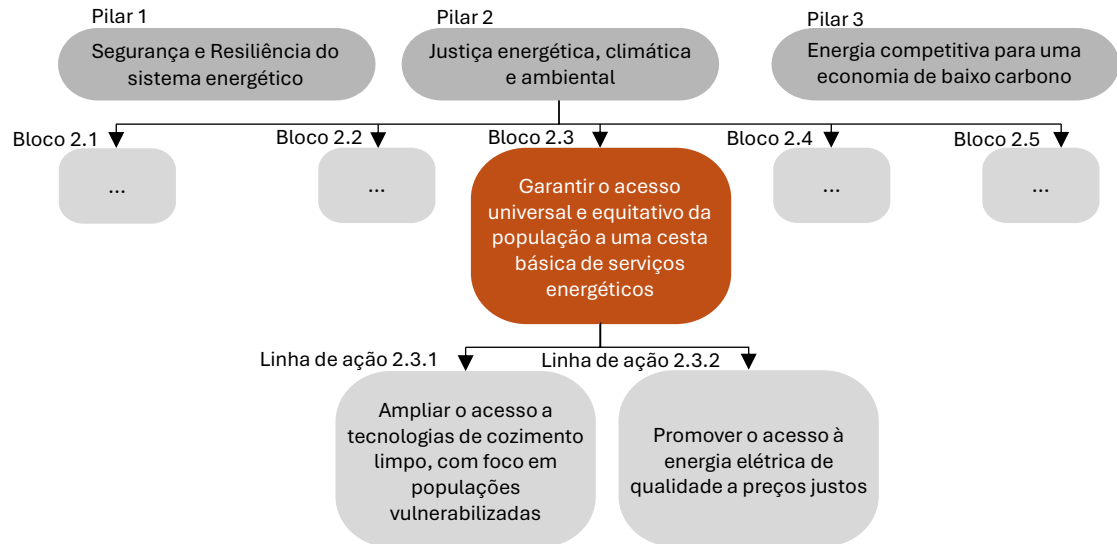 Pilar 1
Segurança e Resiliência do
sistema energético
Pilar 2
Justiça energética, climática
e ambiental
Pilar 3
Energia competitiva para uma
economia de baixo carbono
Bloco 2.1
...
Bloco 2.2
...
Bloco 2.3
Garantir o acesso
universal e equitativo da
população a uma cesta
básica de serviços
energéticos
Bloco 2.4
...
Bloco 2.5
...
Linha de ação 2.3.1
Ampliar o acesso a
tecnologias de cozimento
limpo, com foco em
populações
vulnerabilizadas
Linha de ação 2.3.2
Promover o acesso à
energia elétrica de
qualidade a preços justos